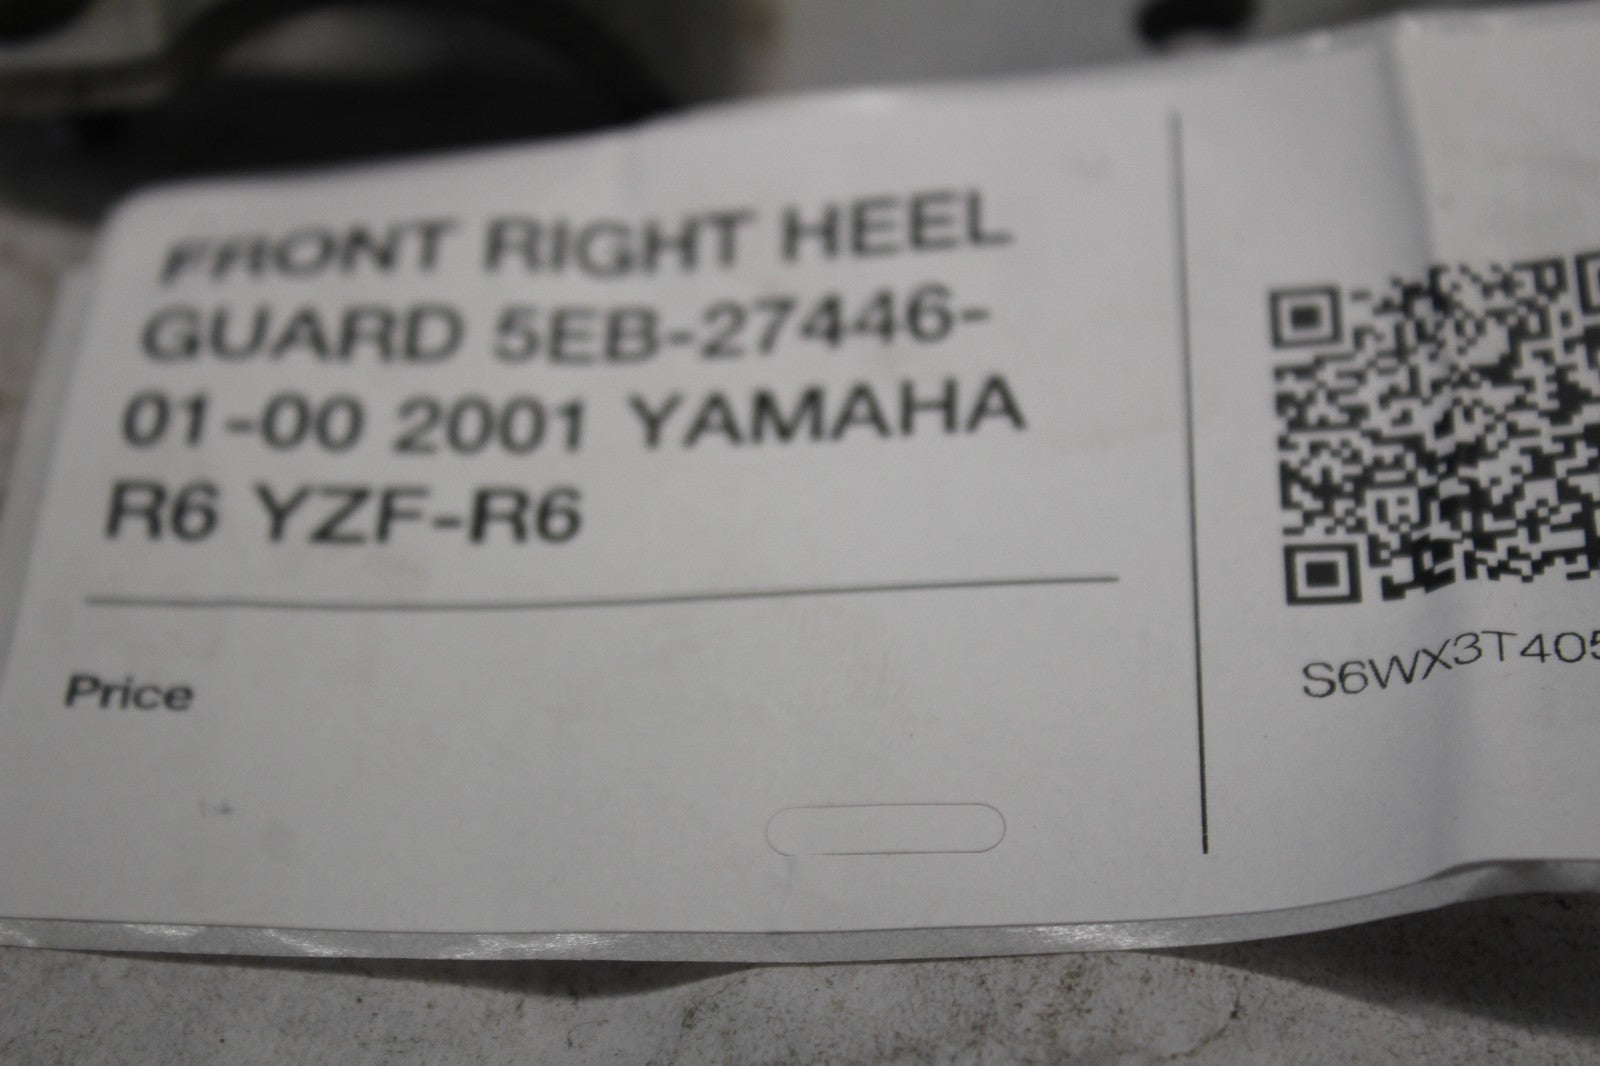 FRONT RIGHT HEEL
GUARD 5EB-27446-
01-00 2001 YAMAHA
R6 YZF-R6
Price
S6WX3T405